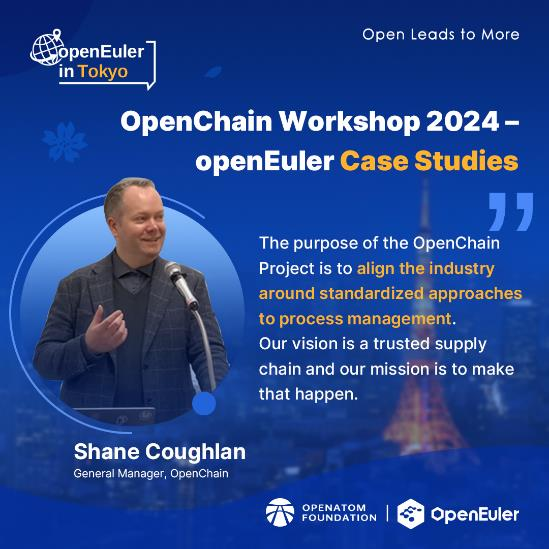 openEuler
in Tokyo
Open Leads to More
OpenChain Workshop 2024 –
openEuler Case Studies
”
The purpose of the OpenChain
Project is to align the industry
around standardized approaches
to process management.
Our vision is a trusted supply
chain and our mission is to make
that happen.
Shane Coughlan
General Manager, OpenChain
OPENATOM
FOUNDATION
OpenEuler